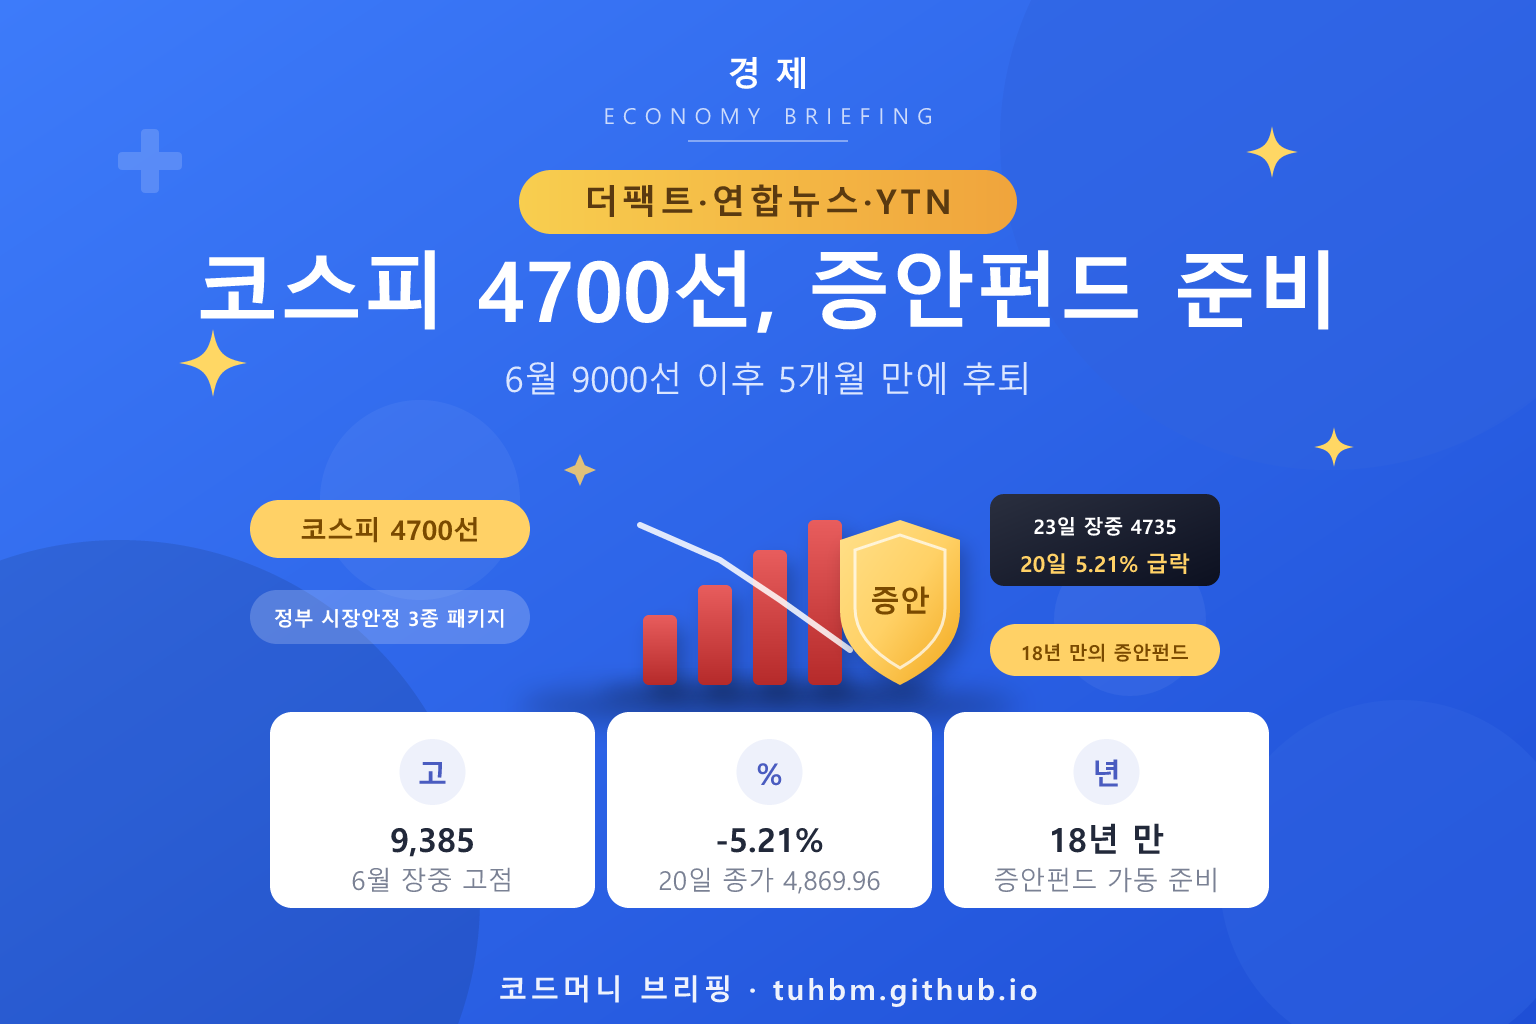 경제
ECONOMY BRIEFING
더팩트·연합뉴스·YTN
코스피 4700선, 증안펀드 준비
6월 9000선 이후 5개월 만에 후퇴
코스피 4700선
정부 시장안정 3종 패키지
증안
23일 장중 4735
20일 5.21% 급락
18년 만의 증안펀드
고
9,385
6월 장중 고점
%
-5.21%
20일 종가 4,869.96
년
18년 만
증안펀드 가동 준비
코드머니 브리핑 · tuhbm.github.io